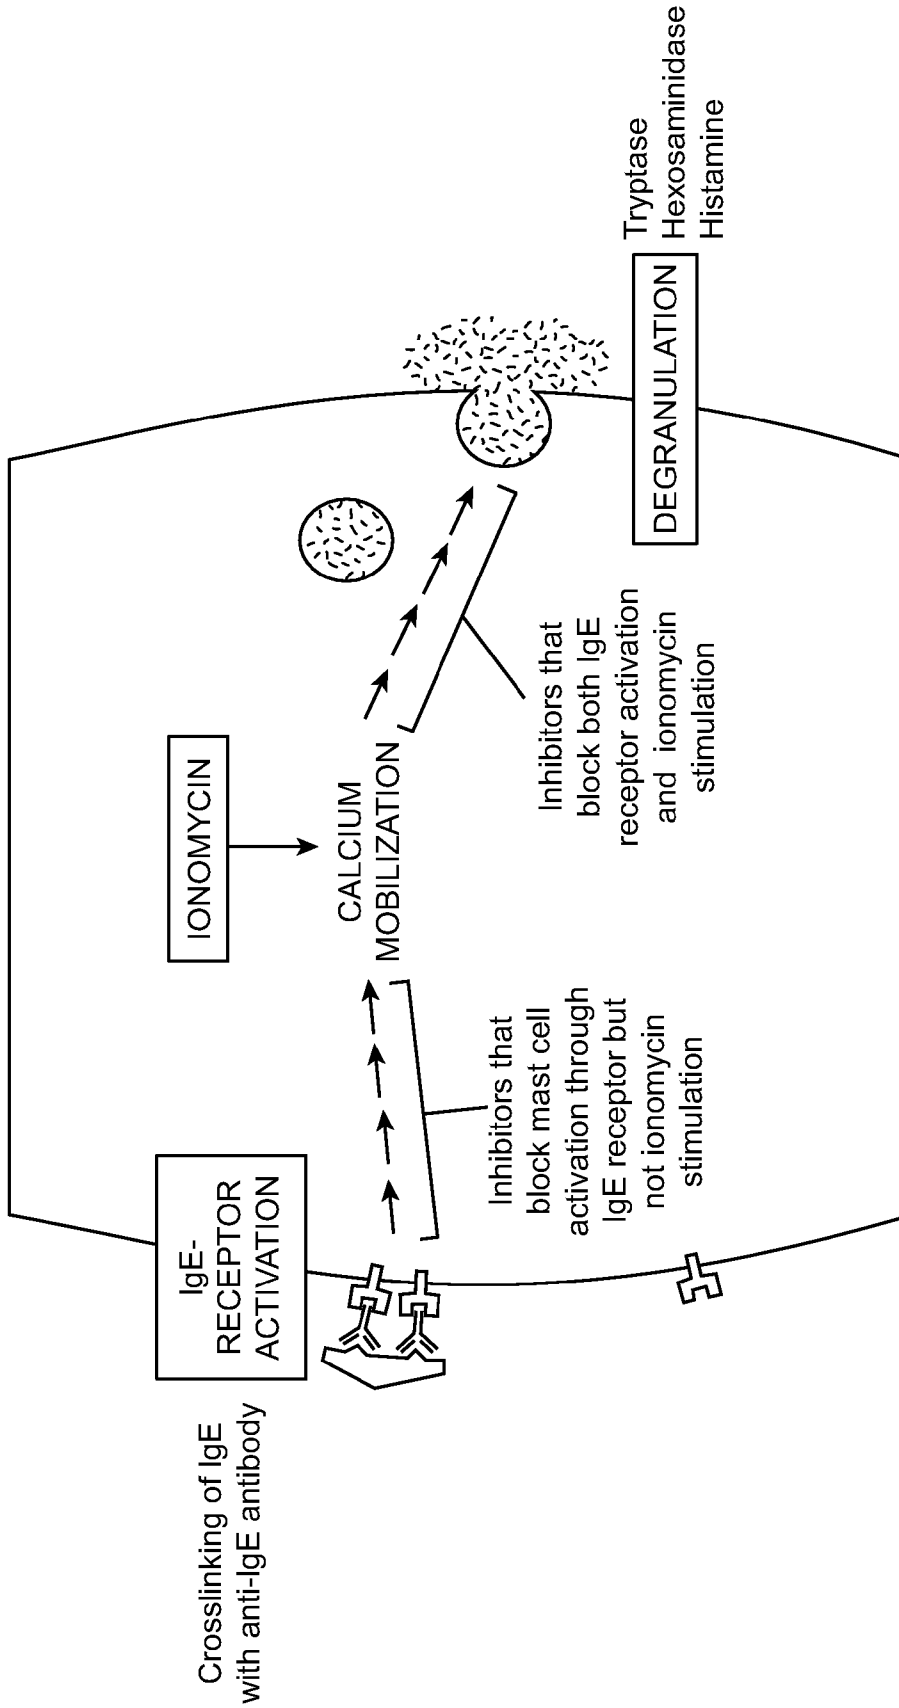 Crosslinking of IgE
with anti-IgE antibody
IgE-
RECEPTOR
ACTIVATION
IONOMYCIN
CALCIUM
MOBILIZATION
Inhibitors that
block mast cell
activation through
IgE receptor but
not ionomycin
stimulation
Inhibitors that
block both IgE
receptor activation
and ionomycin
stimulation
DEGRANULATION
Tryptase
Hexosaminidase
Histamine